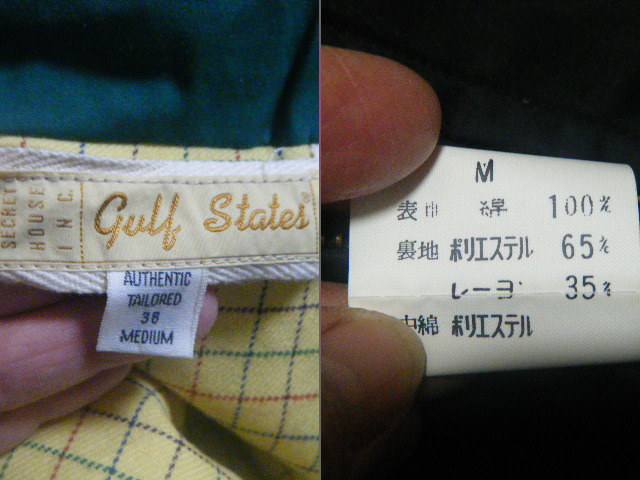 SECRET
HOUSE
INC.
Gulf States
AUTHENTIC
TAILORED
38
MEDIUM
M
表地 綿 100%
裏地 ポリエステル 65%
レーヨン 35%
中綿 ポリエステル